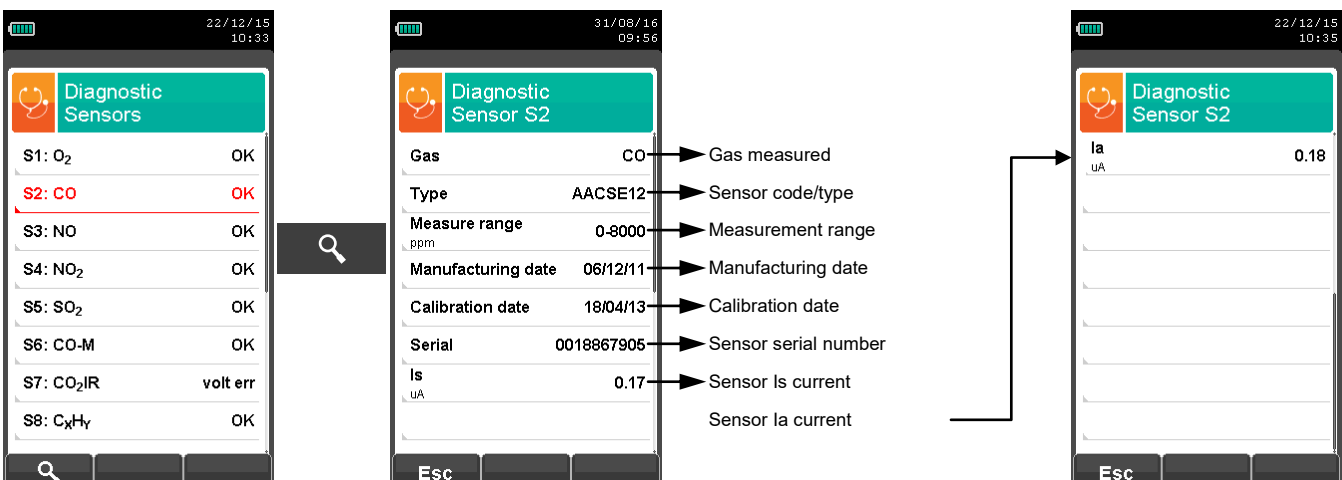 22/12/15
10:33
Diagnostic
Sensors
S1: O₂ OK
S2: CO OK
S3: NO OK
S4: NO₂ OK
S5: SO₂ OK
S6: CO-M OK
S7: CO₂IR volt err
S8: CₓHᵧ OK
31/08/16
09:56
Diagnostic
Sensor S2
Gas CO Gas measured
Type AACSE12 Sensor code/type
Measure range 0-8000 Measurement range
ppm
Manufacturing date 06/12/11 Manufacturing date
Calibration date 18/04/13 Calibration date
Serial 0018867905 Sensor serial number
Is 0.17 Sensor Is current
uA
Sensor Ia current
Esc
22/12/15
10:35
Diagnostic
Sensor S2
Ia 0.18
uA
Esc